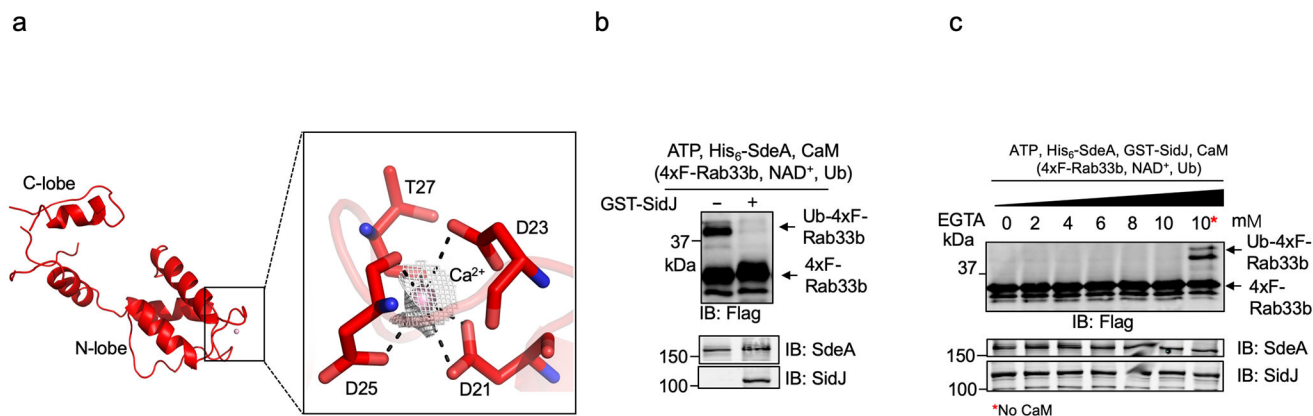 a
C-lobe
N-lobe
T27
D23
Ca²⁺
D25
D21
b
ATP, His₆-SdeA, CaM
(4xF-Rab33b, NAD⁺, Ub)
GST-SidJ − +
Ub-4xF-
Rab33b
37
kDa
4xF-
Rab33b
IB: Flag
150
IB: SdeA
100
IB: SidJ
c
ATP, His₆-SdeA, GST-SidJ, CaM
(4xF-Rab33b, NAD⁺, Ub)
EGTA 0 2 4 6 8 10 10* mM
kDa
Ub-4xF-
Rab33b
37
4xF-
Rab33b
IB: Flag
150
IB: SdeA
100
IB: SidJ
*No CaM